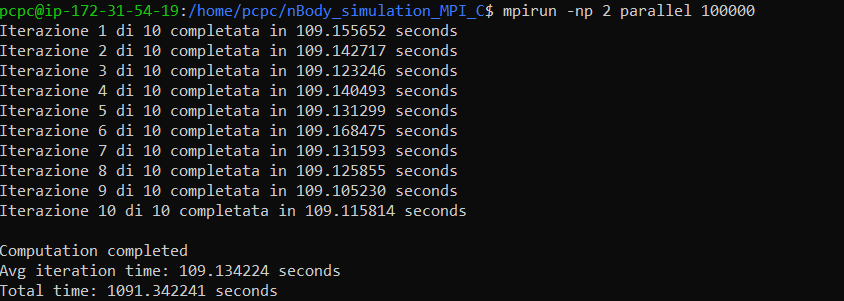 pcpc@ip-172-31-54-19:/home/pcpc/nBody_simulation_MPI_C$ mpirun -np 2 parallel 100000
Iterazione 1 di 10 completata in 109.155652 seconds
Iterazione 2 di 10 completata in 109.142717 seconds
Iterazione 3 di 10 completata in 109.123246 seconds
Iterazione 4 di 10 completata in 109.140493 seconds
Iterazione 5 di 10 completata in 109.131299 seconds
Iterazione 6 di 10 completata in 109.168475 seconds
Iterazione 7 di 10 completata in 109.131593 seconds
Iterazione 8 di 10 completata in 109.125855 seconds
Iterazione 9 di 10 completata in 109.105230 seconds
Iterazione 10 di 10 completata in 109.115814 seconds

Computation completed
Avg iteration time: 109.134224 seconds
Total time: 1091.342241 seconds